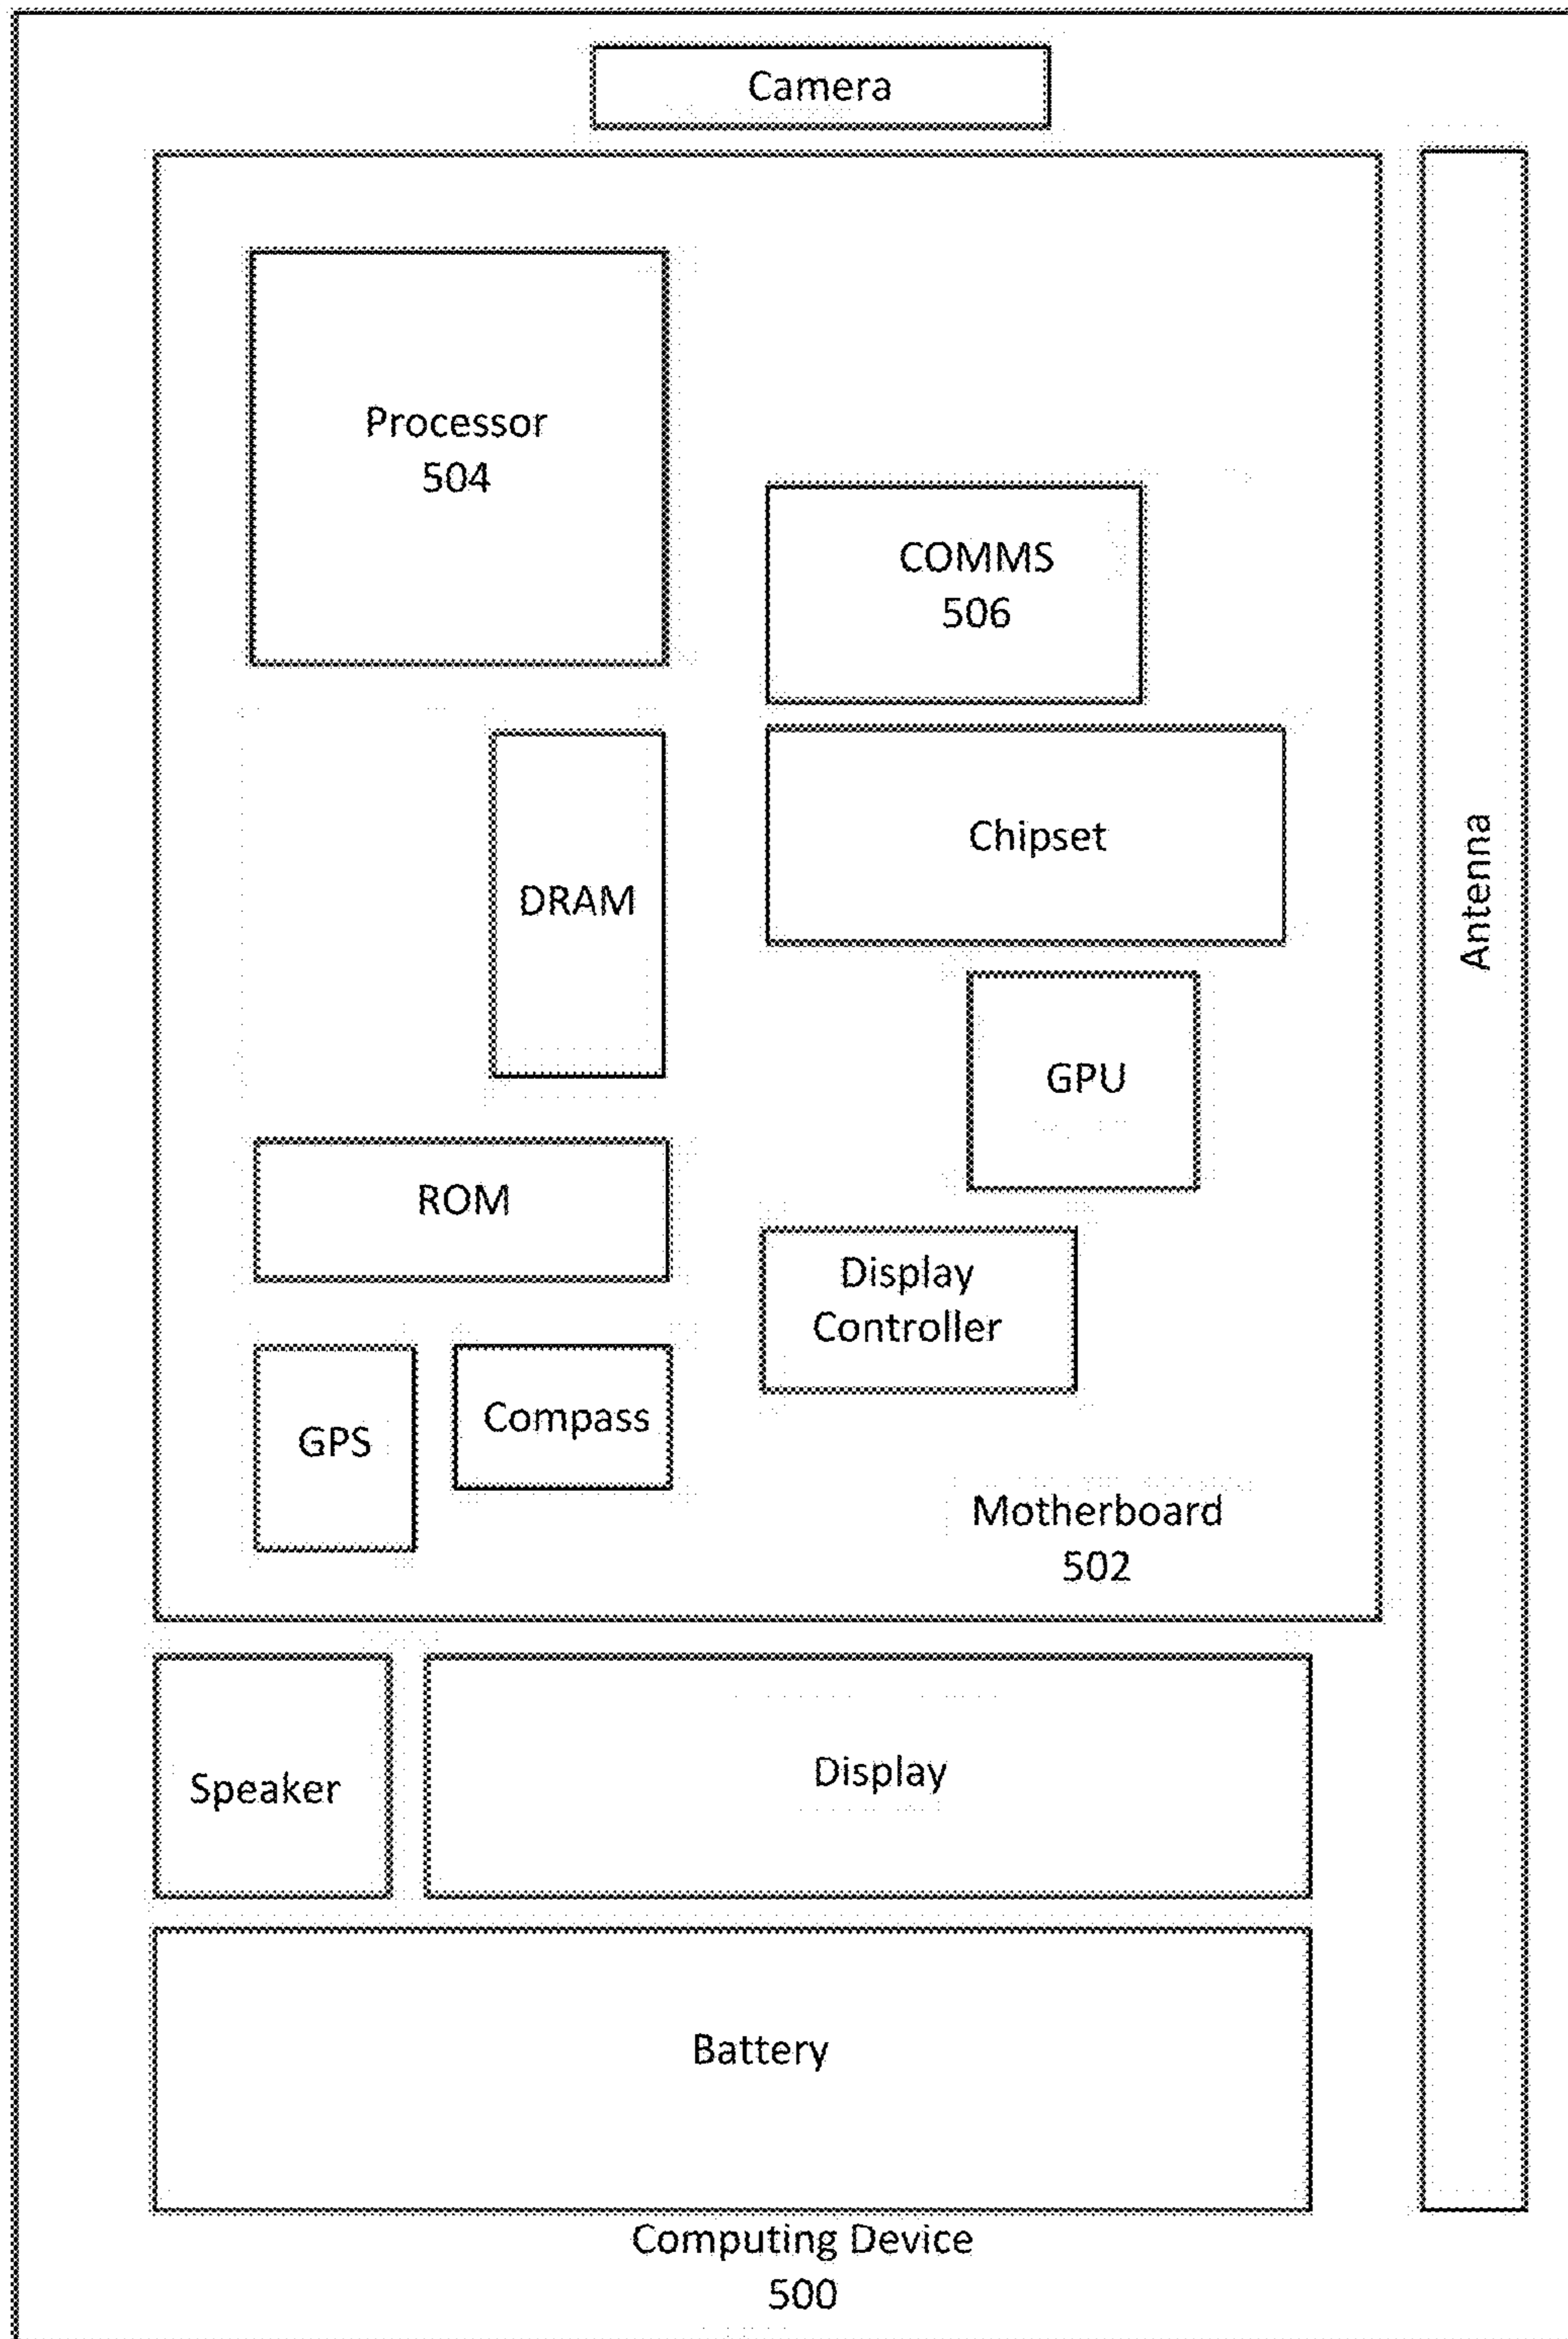 Camera
Processor
504
COMMS
506
Chipset
DRAM
Antenna
GPU
ROM
Display
Controller
GPS
Compass
Motherboard
502
Speaker
Display
Battery
Computing Device
500